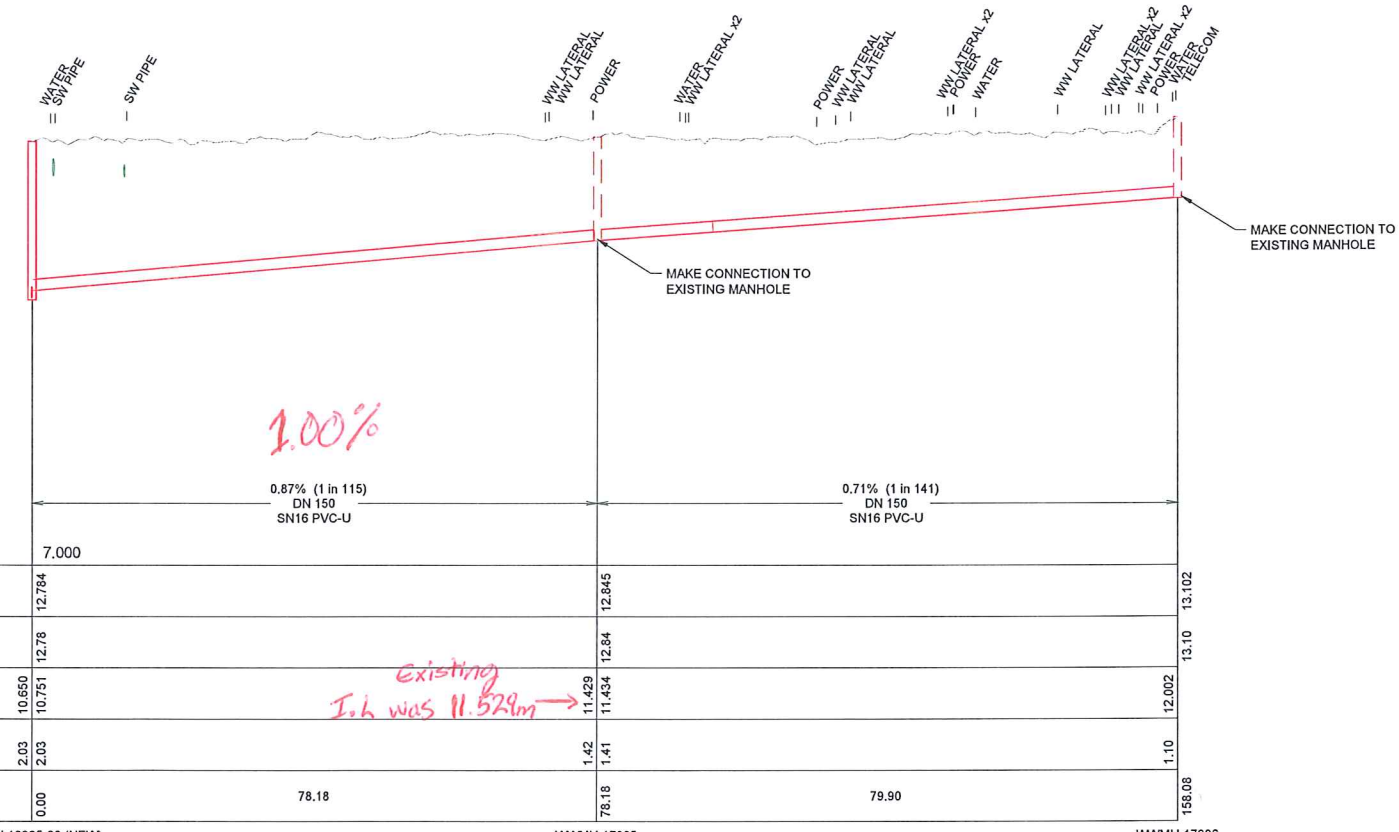 WATER
SW PIPE
SW PIPE
WW LATERAL
WW LATERAL
POWER
WATER
WW LATERAL x2
POWER
WW LATERAL
WW LATERAL
WW LATERAL x2
POWER
WATER
WW LATERAL
WW LATERAL x2
WW LATERAL
WW LATERAL x2
POWER
WATER
TELECOM
MAKE CONNECTION TO
EXISTING MANHOLE
MAKE CONNECTION TO
EXISTING MANHOLE
1.00%
0.87% (1 in 115)
DN 150
SN16 PVC-U
0.71% (1 in 141)
DN 150
SN16 PVC-U
7.000
12.784
12.845
13.102
12.78
12.84
13.10
10.650
10.751
Existing
I.L was 11.529m
11.429
11.434
12.002
2.03
2.03
1.42
1.41
1.10
0.00
78.18
78.18
79.90
158.08